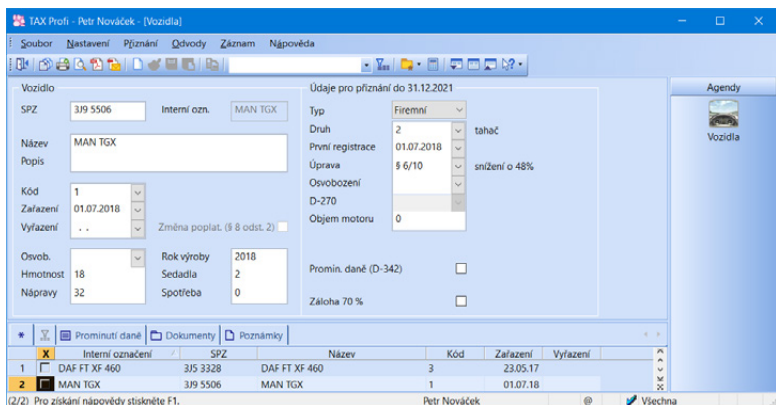 TAX Profi - Petr Nováček - [Vozidla]
Soubor Nastavení Přiznání Odvody Záznam Nápověda
Vozidlo
SPZ 3J9 5506 Interní ozn. MAN TGX
Název MAN TGX
Popis
Kód 1
Zařazení 01.07.2018
Vyřazení . . Změna poplat. (§ 8 odst. 2)
Osvob. Rok výroby 2018
Hmotnost 18 Sedadla 2
Nápravy 32 Spotřeba 0
Údaje pro přiznání do 31.12.2021
Typ Firemní
Druh 2 tahač
První registrace 01.07.2018
Úprava § 6/10 snížení o 48%
Osvobození
D-270
Objem motoru 0
Promin. daně (D-342)
Záloha 70 %
Agendy
Vozidla
* Prominutí daně Dokumenty Poznámky
X Interní označení SPZ Název Kód Zařazení Vyřazení
1 DAF FT XF 460 3J5 3328 DAF FT XF 460 3 23.05.17
2 MAN TGX 3J9 5506 MAN TGX 1 01.07.18
(2/2) Pro získání nápovědy stiskněte F1. Petr Nováček @ Všechna